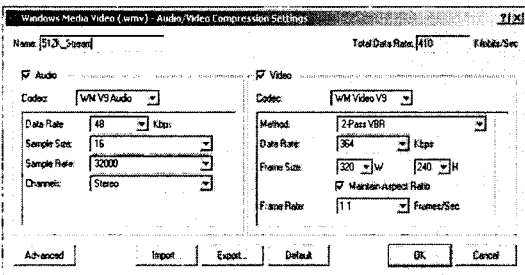 Windows Media Video (.wmv) - Audio/Video Compression Settings
Name: 512K_Stream
Total Data Rate: 410 Kilobits/Sec
Audio
Codec: WM V9 Audio
Data Rate 48 Kbps
Sample Size: 16
Sample Rate: 32000
Channels: Stereo
Video
Codec: WM Video V9
Method: 2-Pass VBR
Data Rate: 364 Kbps
Frame Size: 320 W 240 H
Maintain Aspect Ratio
Frame Rate: 1:1 Frames/Sec
Advanced Import... Export... Default OK Cancel